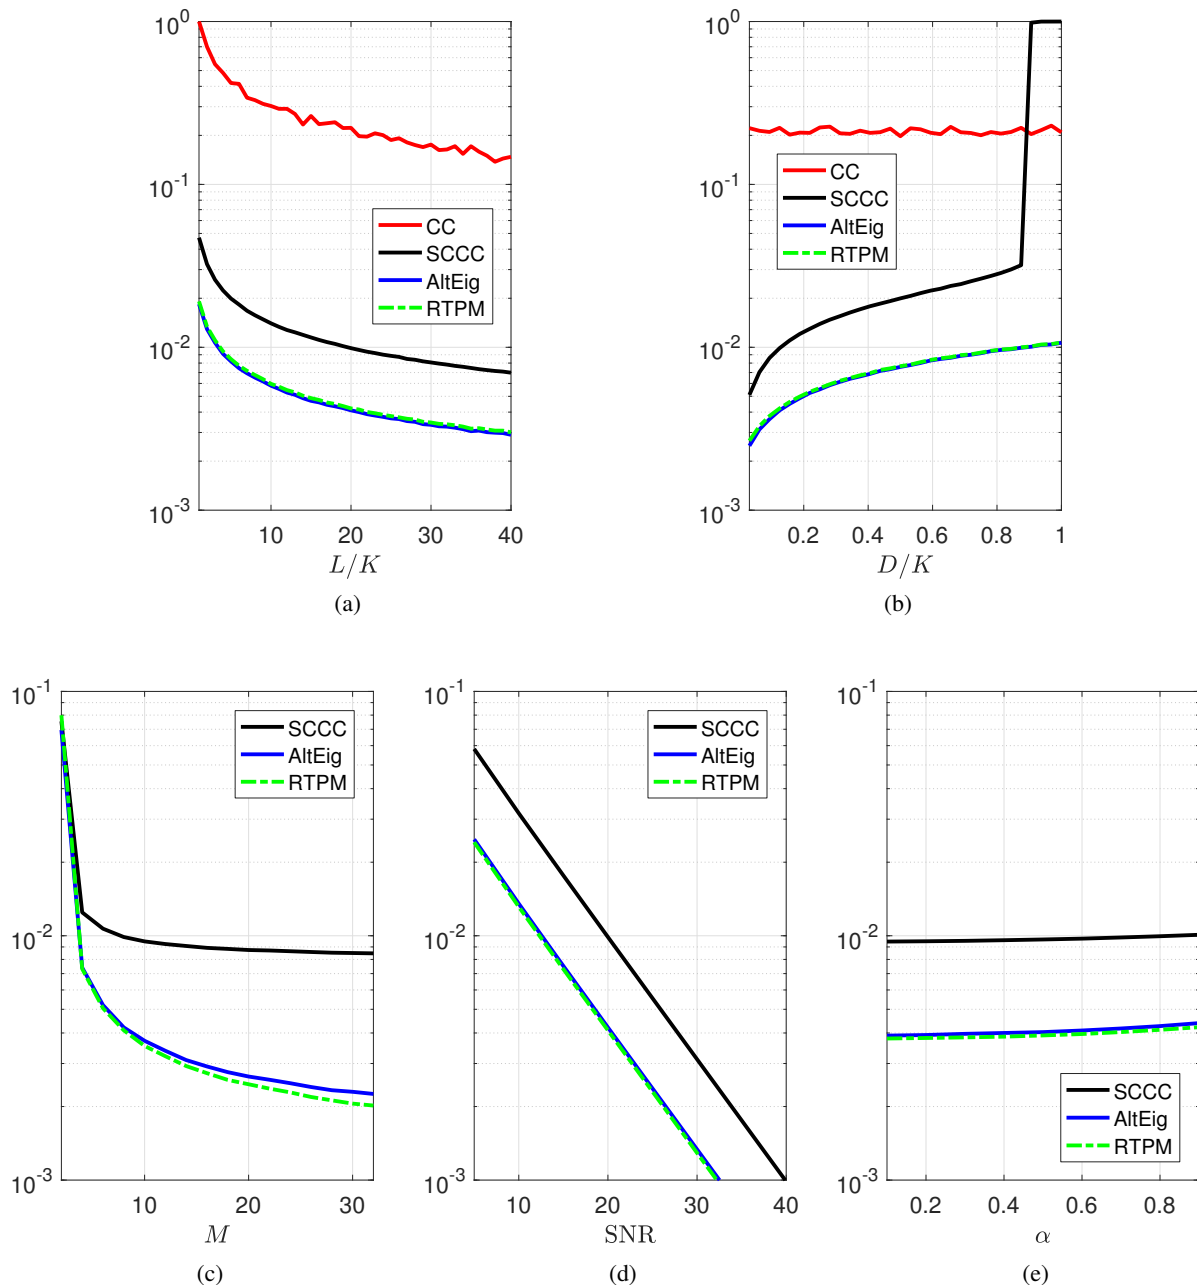 10^0
10^-1
10^-2
10^-3
10 20 30 40
L/K
CC
SCCC
AltEig
RTPM
(a)
10^0
10^-1
10^-2
10^-3
0.2 0.4 0.6 0.8 1
D/K
CC
SCCC
AltEig
RTPM
(b)
10^-1
10^-2
10^-3
10 20 30
M
SCCC
AltEig
RTPM
(c)
10^-1
10^-2
10^-3
10 20 30 40
SNR
SCCC
AltEig
RTPM
(d)
10^-1
10^-2
10^-3
0.2 0.4 0.6 0.8
α
SCCC
AltEig
RTPM
(e)